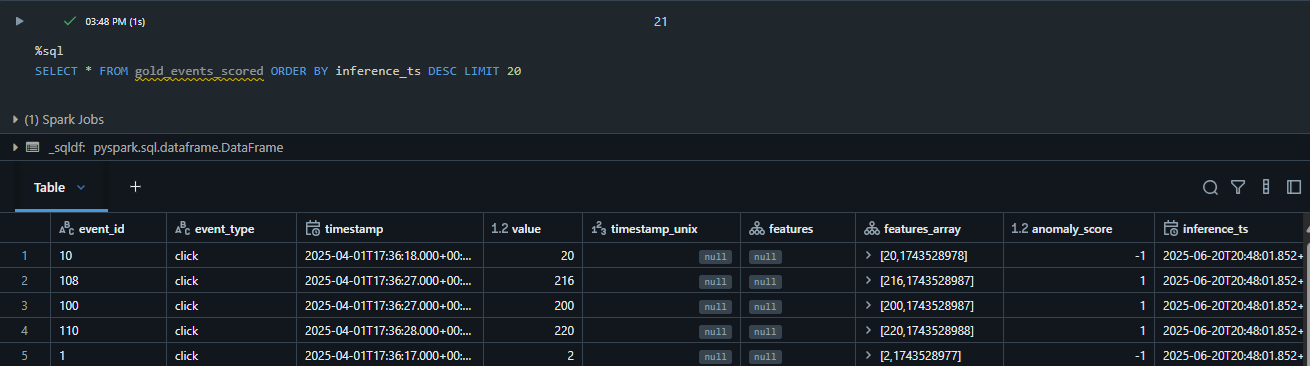 03:48 PM (1s) 21
%sql
SELECT * FROM gold_events_scored ORDER BY inference_ts DESC LIMIT 20
(1) Spark Jobs
_sqldf: pyspark.sql.dataframe.DataFrame
Table +
ABC event_id ABC event_type timestamp 1.2 value 123 timestamp_unix features features_array 1.2 anomaly_score inference_ts
1 10 click 2025-04-01T17:36:18.000+00:... 20 null null [20,1743528978] -1 2025-06-20T20:48:01.852+
2 108 click 2025-04-01T17:36:27.000+00:... 216 null null [216,1743528987] 1 2025-06-20T20:48:01.852+
3 100 click 2025-04-01T17:36:27.000+00:... 200 null null [200,1743528987] 1 2025-06-20T20:48:01.852+
4 110 click 2025-04-01T17:36:28.000+00:... 220 null null [220,1743528988] 1 2025-06-20T20:48:01.852+
5 1 click 2025-04-01T17:36:17.000+00:... 2 null null [2,1743528977] -1 2025-06-20T20:48:01.852+